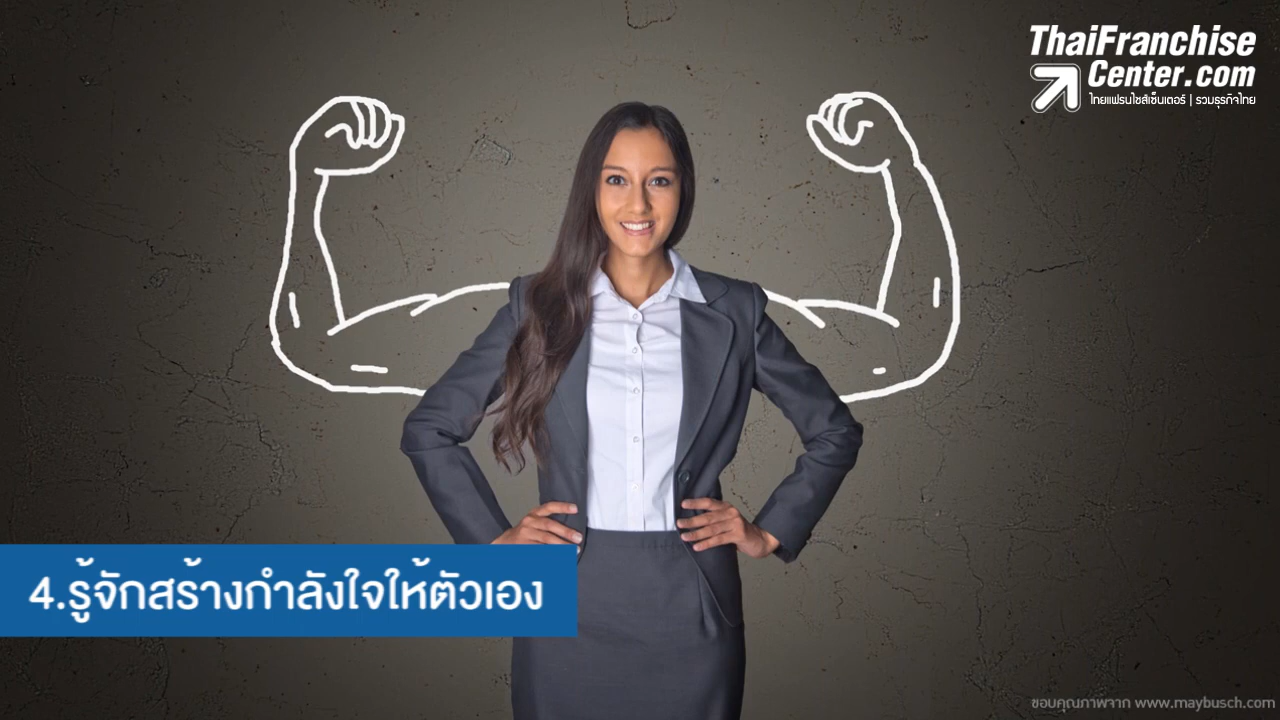 ThaiFranchise
Center.com
ไทยแฟรนไชส์เซ็นเตอร์ | รวมธุรกิจไทย
4.รู้จักสร้างกำลังใจให้ตัวเอง
ขอบคุณภาพจาก www.maybusch.com